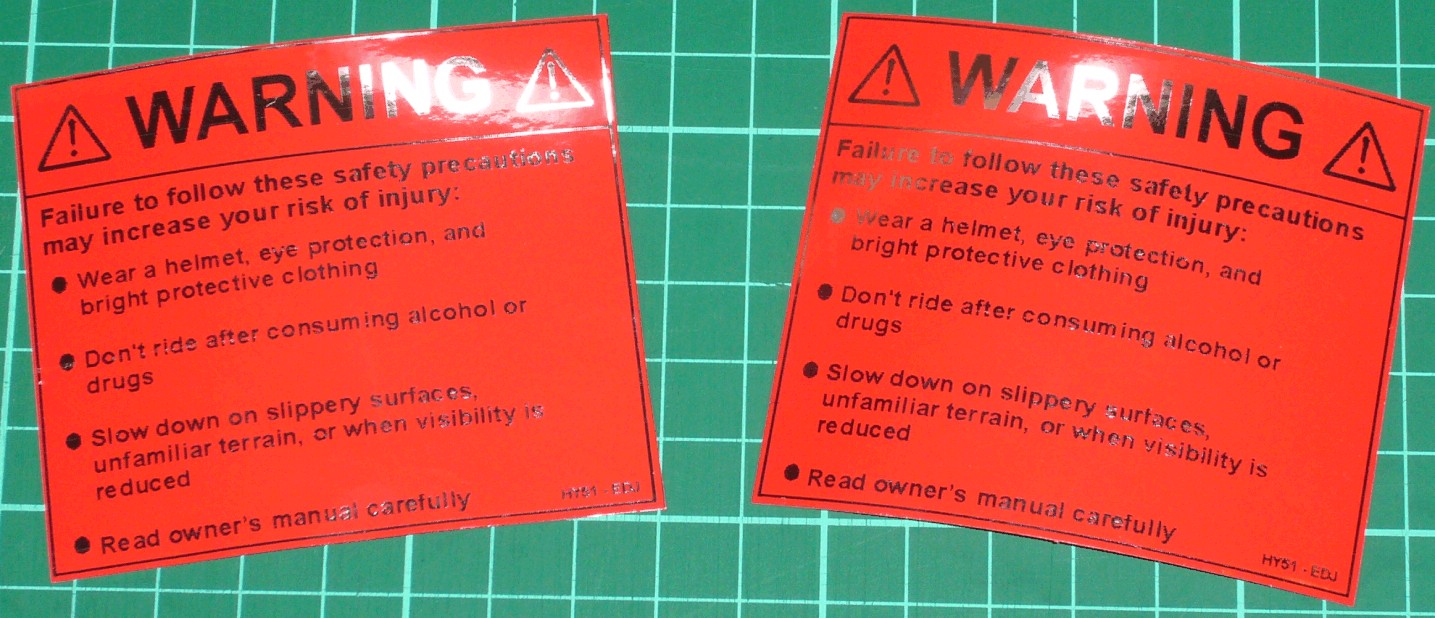 WARNING
Failure to follow these safety precautions
may increase your risk of injury:
● Wear a helmet, eye protection, and
bright protective clothing
● Don't ride after consuming alcohol or
drugs
● Slow down on slippery surfaces,
unfamiliar terrain, or when visibility is
reduced
● Read owner's manual carefully
HY51 - EDJ
WARNING
Failure to follow these safety precautions
may increase your risk of injury:
● Wear a helmet, eye protection, and
bright protective clothing
● Don't ride after consuming alcohol or
drugs
● Slow down on slippery surfaces,
unfamiliar terrain, or when visibility is
reduced
● Read owner's manual carefully
HY51 - EDJ